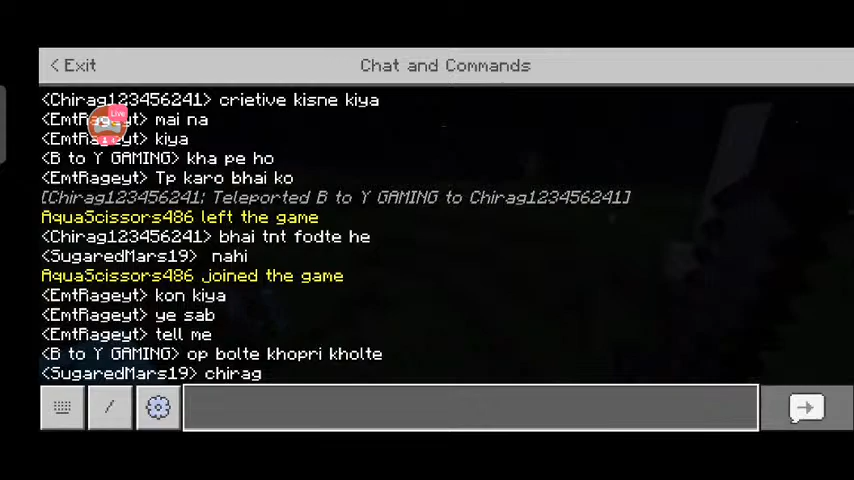 < Exit
Chat and Commands
<Chirag123456241> crietive kisne kiya
Live
<EmtRageyt> mai na
<EmtRageyt> kiya
<B to Y GAMING> kha pe ho
<EmtRageyt> Tp karo bhai ko
[Chirag123456241: Teleported B to Y GAMING to Chirag123456241]
AquaScissors486 left the game
<Chirag123456241> bhai tnt fodte he
<SugaredMars19> nahi
AquaScissors486 joined the game
<EmtRageyt> kon kiya
<EmtRageyt> ye sab
<EmtRageyt> tell me
<B to Y GAMING> op bolte khopri kholte
<SugaredMars19> chirag
/